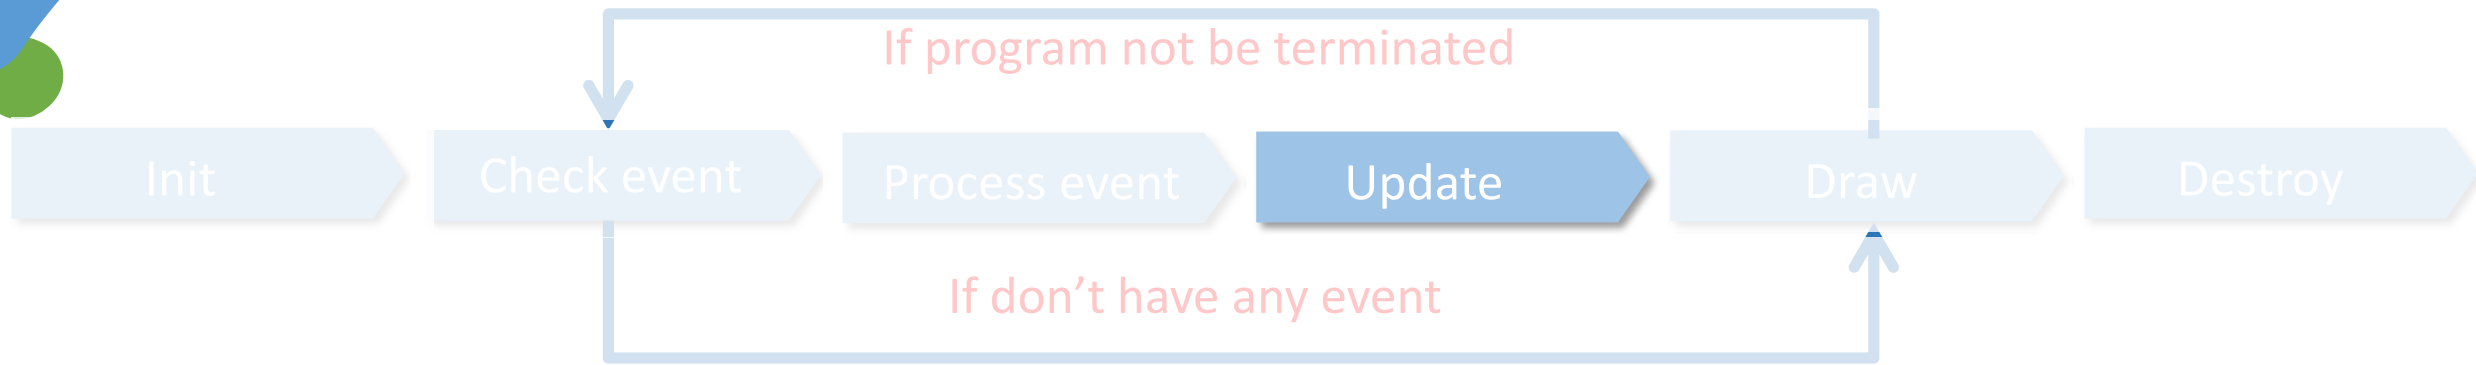 If program not be terminated
Init
Check event
Process event
Update
Draw
Destroy
If don’t have any event